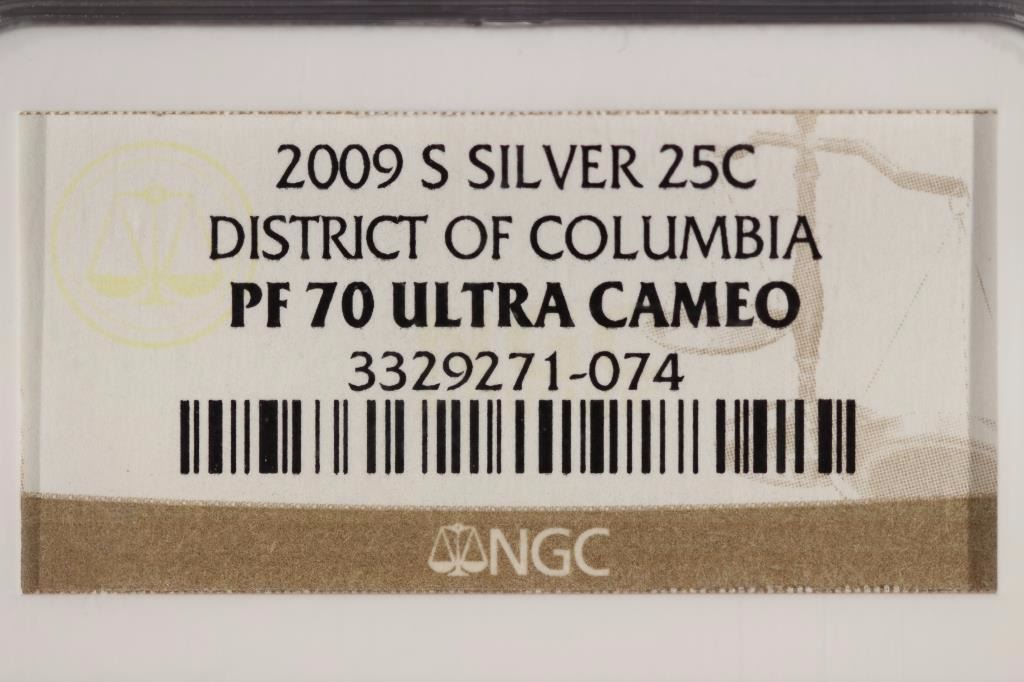 2009 S SILVER 25C
DISTRICT OF COLUMBIA
PF 70 ULTRA CAMEO
3329271-074
NGC